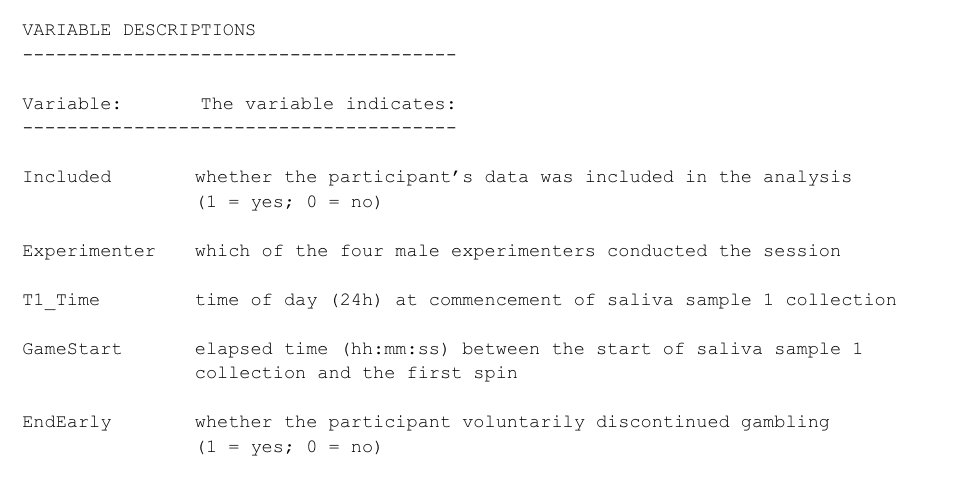 VARIABLE DESCRIPTIONS
---------------------------------------
Variable: The variable indicates:
---------------------------------------
Included whether the participant’s data was included in the analysis
(1 = yes; 0 = no)
Experimenter which of the four male experimenters conducted the session
T1_Time time of day (24h) at commencement of saliva sample 1 collection
GameStart elapsed time (hh:mm:ss) between the start of saliva sample 1
collection and the first spin
EndEarly whether the participant voluntarily discontinued gambling
(1 = yes; 0 = no)